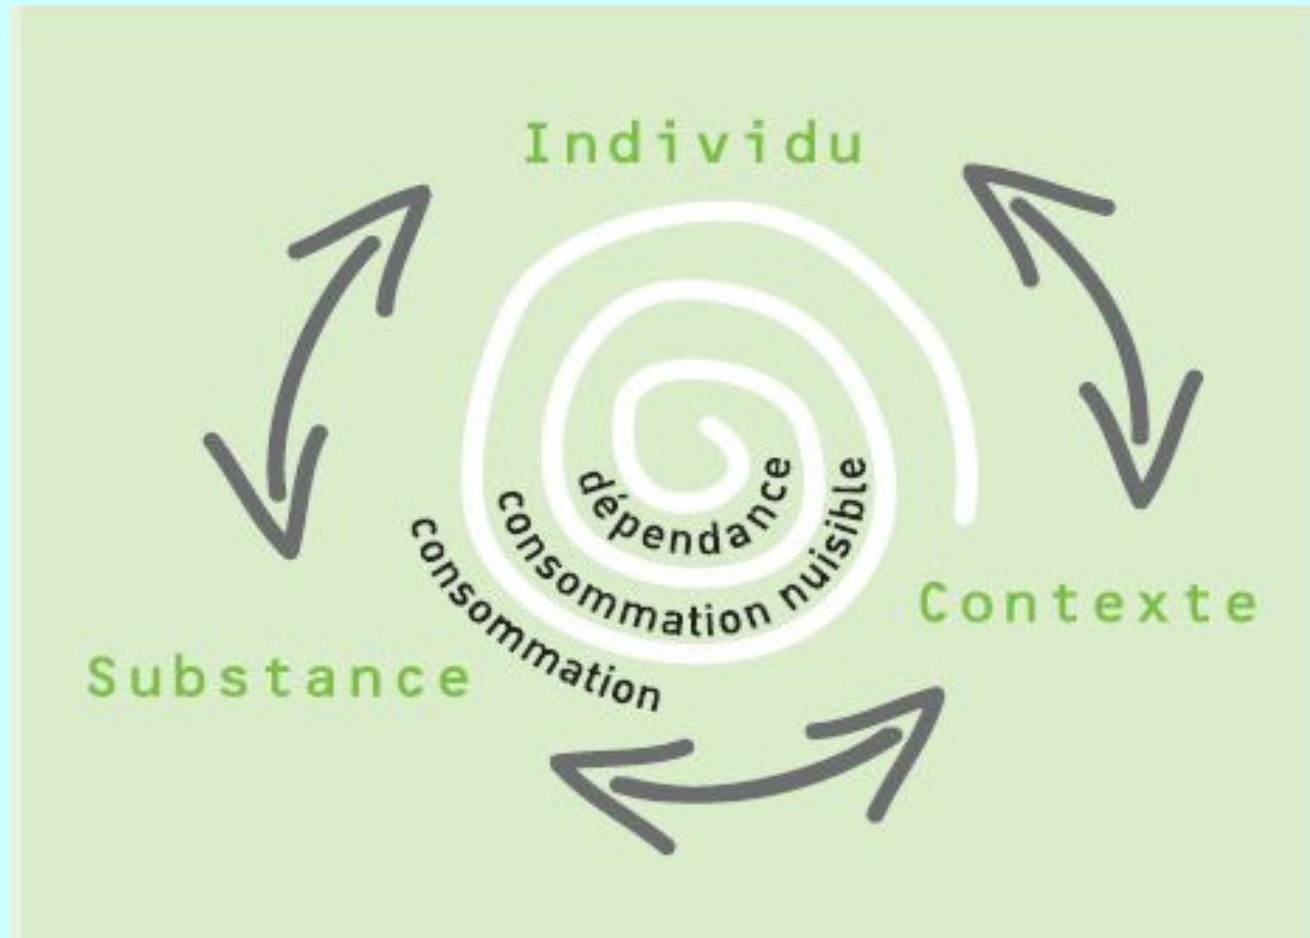 Individu
dépendance
consommation nuisible
consommation
Contexte
Substance